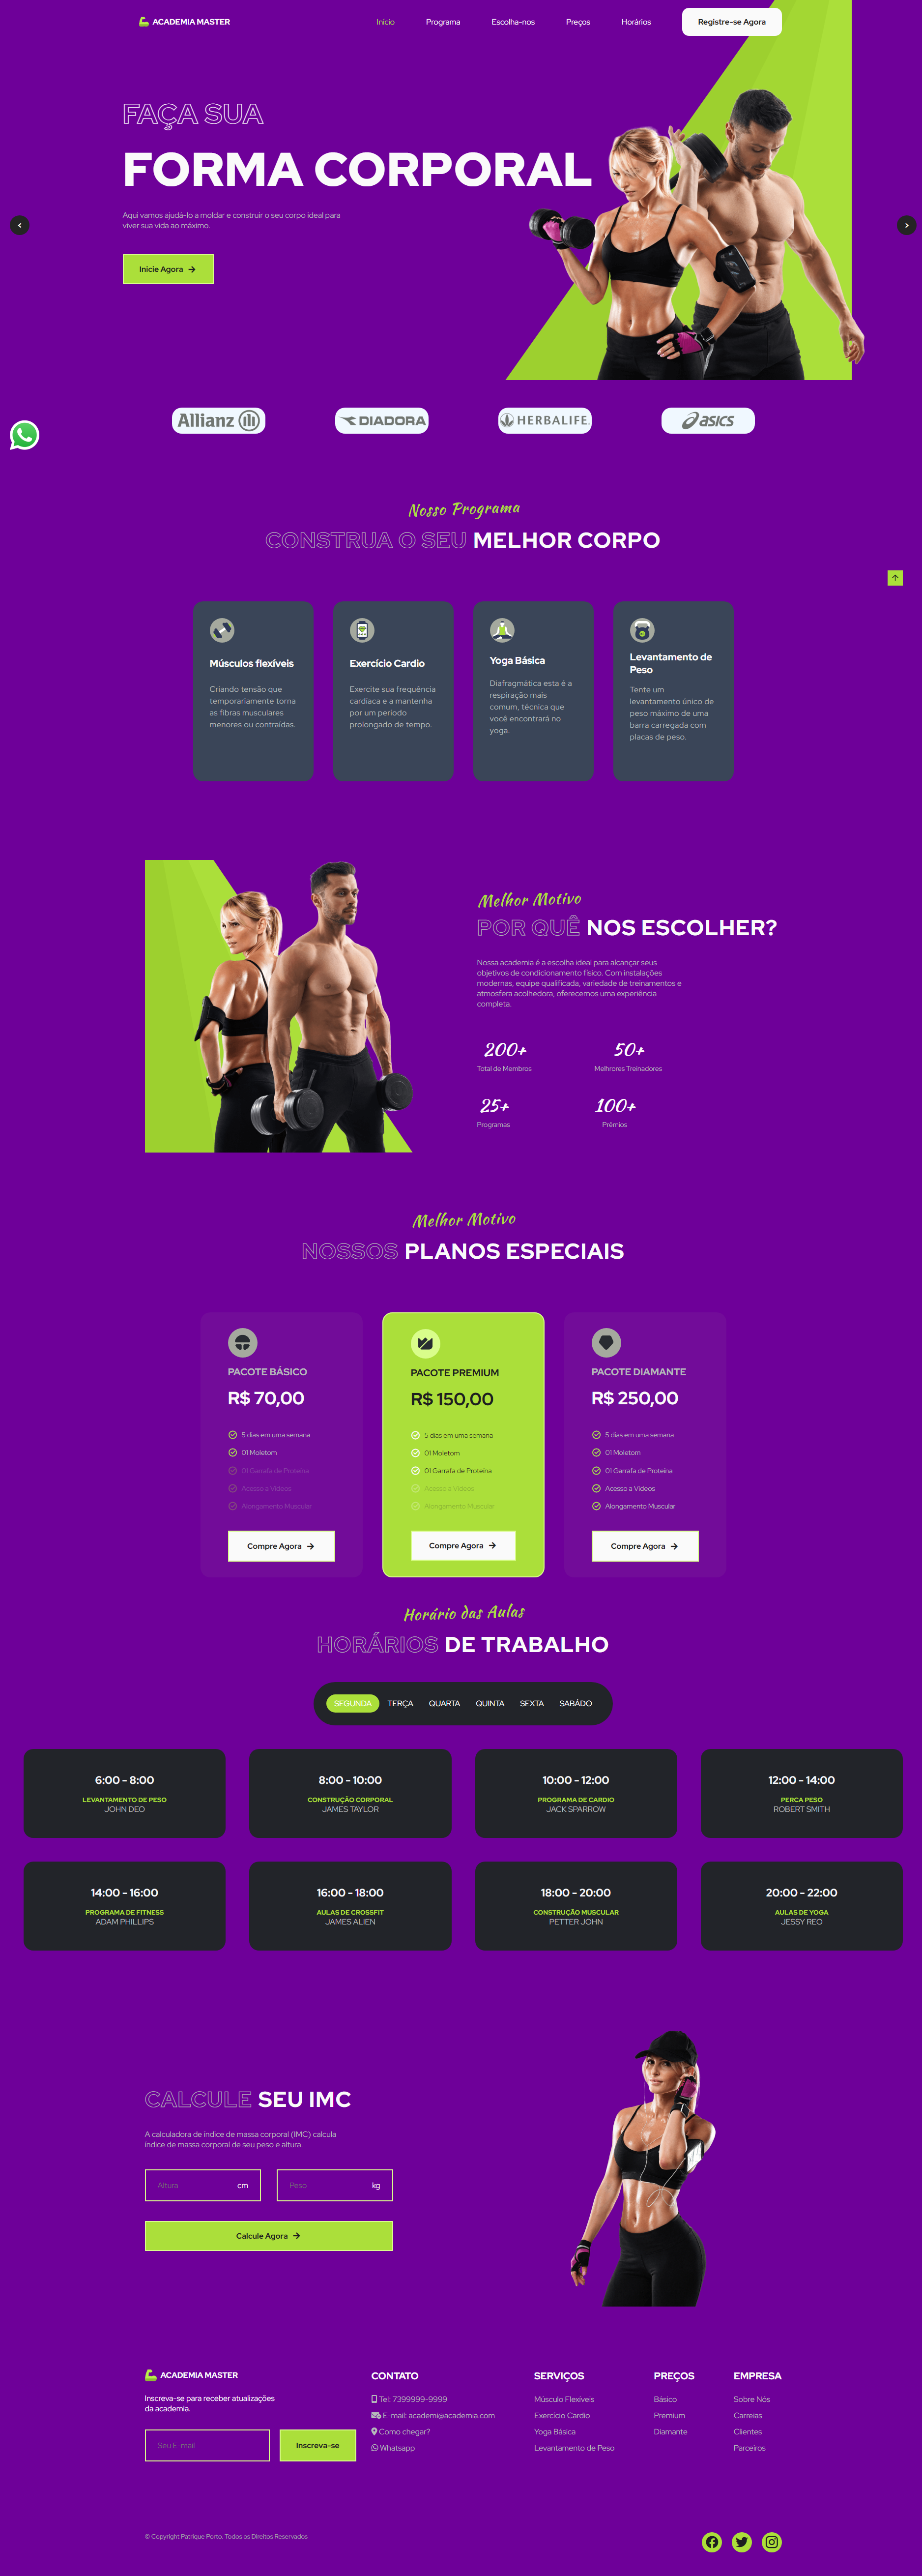 ACADEMIA MASTER
Início
Programa
Escolha-nos
Preços
Horários
Registre-se Agora
FAÇA SUA
FORMA CORPORAL
Aqui vamos ajudá-lo a moldar e construir o seu corpo ideal para
viver sua vida ao máximo.
Inicie Agora
Allianz
DIADORA
HERBALIFE
asics
Nosso Programa
CONSTRUA O SEU MELHOR CORPO
Músculos flexíveis
Criando tensão que
temporariamente torna
as fibras musculares
menores ou contraídas.
Exercício Cardio
Exercite sua frequência
cardíaca e a mantenha
por um período
prolongado de tempo.
Yoga Básica
Diafragmática esta é a
respiração mais
comum, técnica que
você encontrará no
yoga.
Levantamento de
Peso
Tente um
levantamento único de
peso máximo de uma
barra carregada com
placas de peso.
Melhor Motivo
POR QUÊ NOS ESCOLHER?
Nossa academia é a escolha ideal para alcançar seus
objetivos de condicionamento físico. Com instalações
modernas, equipe qualificada, variedade de treinamentos e
atmosfera acolhedora, oferecemos uma experiência
completa.
200+
Total de Membros
50+
Melhrores Treinadores
25+
Programas
100+
Prêmios
Melhor Motivo
NOSSOS PLANOS ESPECIAIS
PACOTE BÁSICO
R$ 70,00
5 dias em uma semana
01 Moletom
01 Garrafa de Proteína
Acesso a Vídeos
Alongamento Muscular
Compre Agora
PACOTE PREMIUM
R$ 150,00
5 dias em uma semana
01 Moletom
01 Garrafa de Proteína
Acesso a Vídeos
Alongamento Muscular
Compre Agora
PACOTE DIAMANTE
R$ 250,00
5 dias em uma semana
01 Moletom
01 Garrafa de Proteína
Acesso a Vídeos
Alongamento Muscular
Compre Agora
Horário das Aulas
HORÁRIOS DE TRABALHO
SEGUNDA
TERÇA
QUARTA
QUINTA
SEXTA
SABÁDO
6:00 - 8:00
LEVANTAMENTO DE PESO
JOHN DEO
8:00 - 10:00
CONSTRUÇÃO CORPORAL
JAMES TAYLOR
10:00 - 12:00
PROGRAMA DE CARDIO
JACK SPARROW
12:00 - 14:00
PERCA PESO
ROBERT SMITH
14:00 - 16:00
PROGRAMA DE FITNESS
ADAM PHILLIPS
16:00 - 18:00
AULAS DE CROSSFIT
JAMES ALIEN
18:00 - 20:00
CONSTRUÇÃO MUSCULAR
PETTER JOHN
20:00 - 22:00
AULAS DE YOGA
JESSY REO
CALCULE SEU IMC
A calculadora de índice de massa corporal (IMC) calcula
índice de massa corporal de seu peso e altura.
Altura
cm
Peso
kg
Calcule Agora
ACADEMIA MASTER
Inscreva-se para receber atualizações
da academia.
Seu E-mail
Inscreva-se
CONTATO
Tel: 7399999-9999
E-mail: academi@academia.com
Como chegar?
Whatsapp
SERVIÇOS
Músculo Flexíveis
Exercício Cardio
Yoga Básica
Levantamento de Peso
PREÇOS
Básico
Premium
Diamante
EMPRESA
Sobre Nós
Carreias
Clientes
Parceiros
© Copyright Patrique Porto. Todos os Direitos Reservados